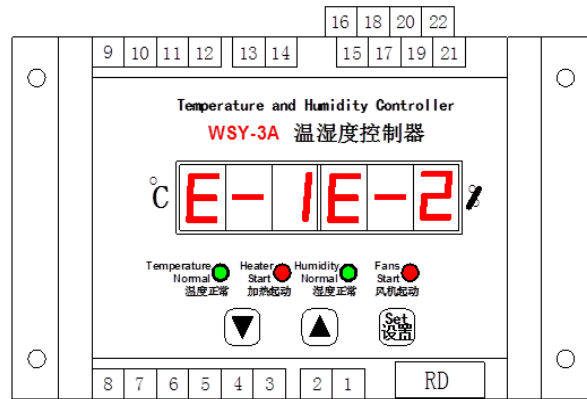 16 18 20 22
9 10 11 12 13 14 15 17 19 21
Temperature and Humidity Controller
WSY-3A 温湿度控制器
℃ E-1E-2 %
Temperature Normal 温度正常
Heater Start 加热起动
Humidity Normal 湿度正常
Fans Start 风机起动
▼ ▲ Set 设置
8 7 6 5 4 3 2 1 RD